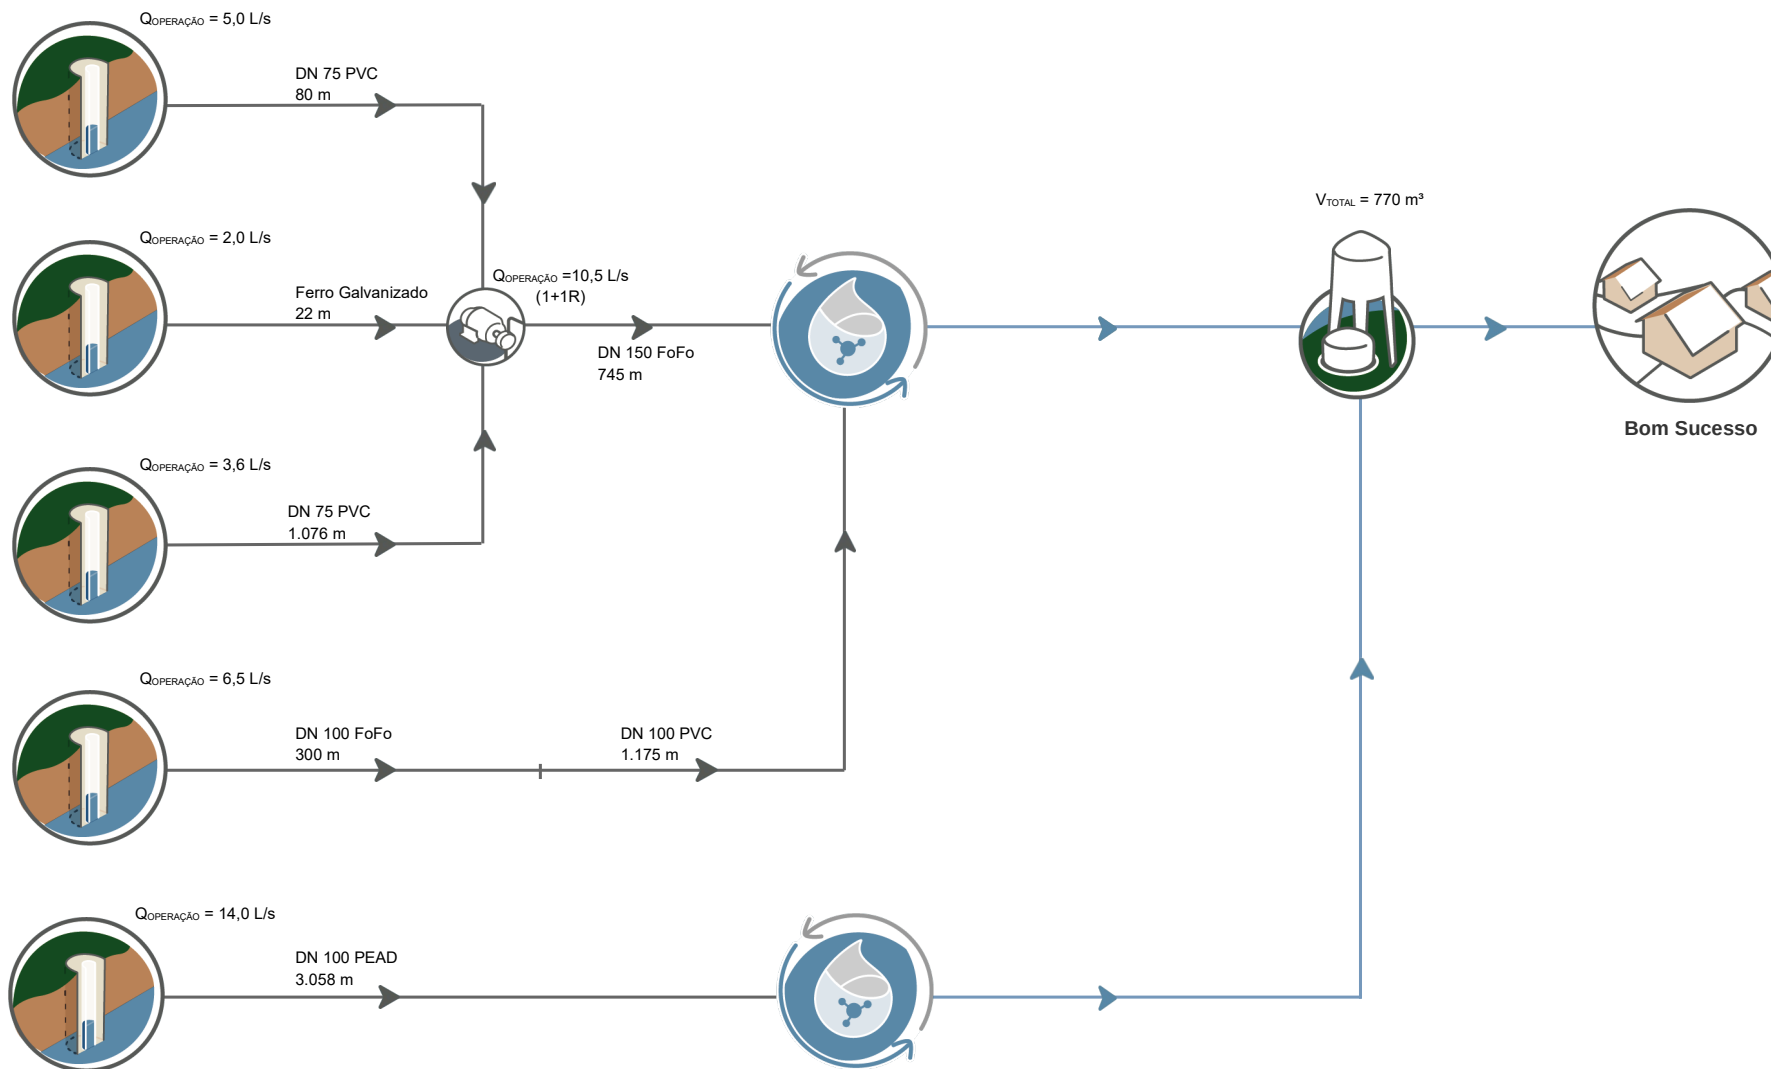 QOPERAÇÃO = 5,0 L/s
DN 75 PVC
80 m
QOPERAÇÃO = 2,0 L/s
Ferro Galvanizado
22 m
QOPERAÇÃO =10,5 L/s
(1+1R)
DN 150 FoFo
745 m
VTOTAL = 770 m³
Bom Sucesso
QOPERAÇÃO = 3,6 L/s
DN 75 PVC
1.076 m
QOPERAÇÃO = 6,5 L/s
DN 100 FoFo
300 m
DN 100 PVC
1.175 m
QOPERAÇÃO = 14,0 L/s
DN 100 PEAD
3.058 m